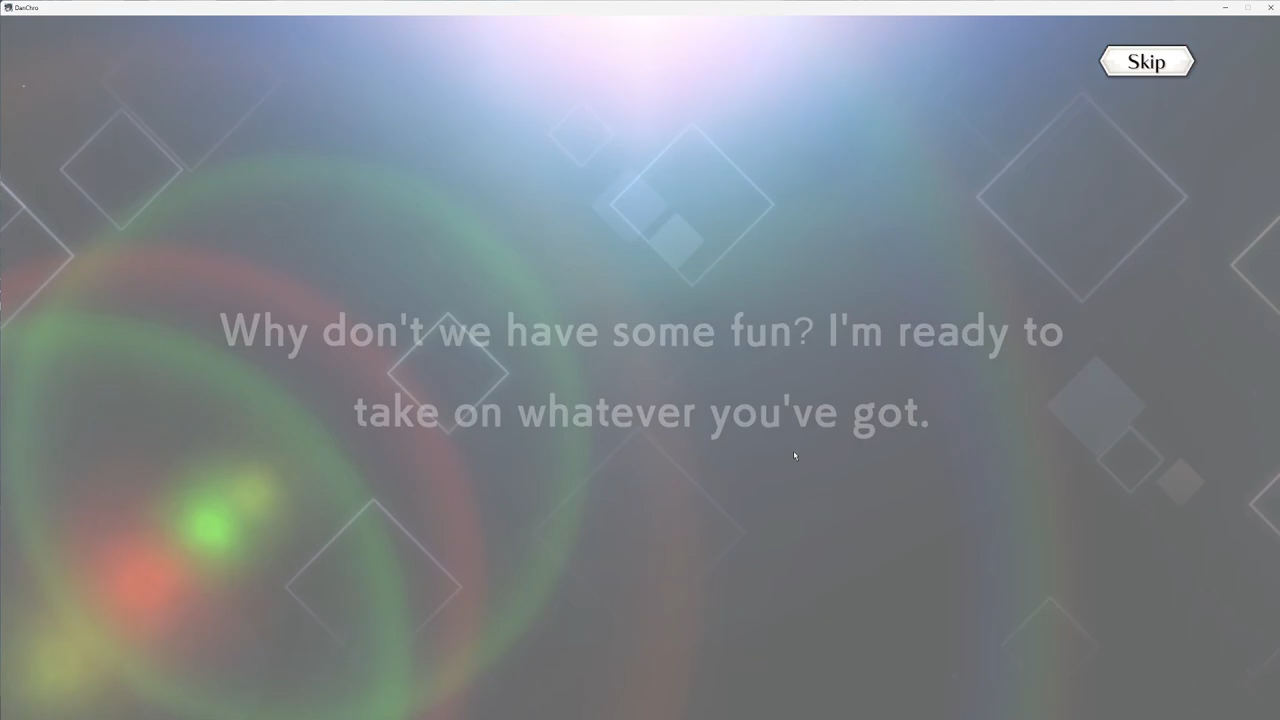 DanChro
Skip
Why don't we have some fun? I'm ready to
take on whatever you've got.